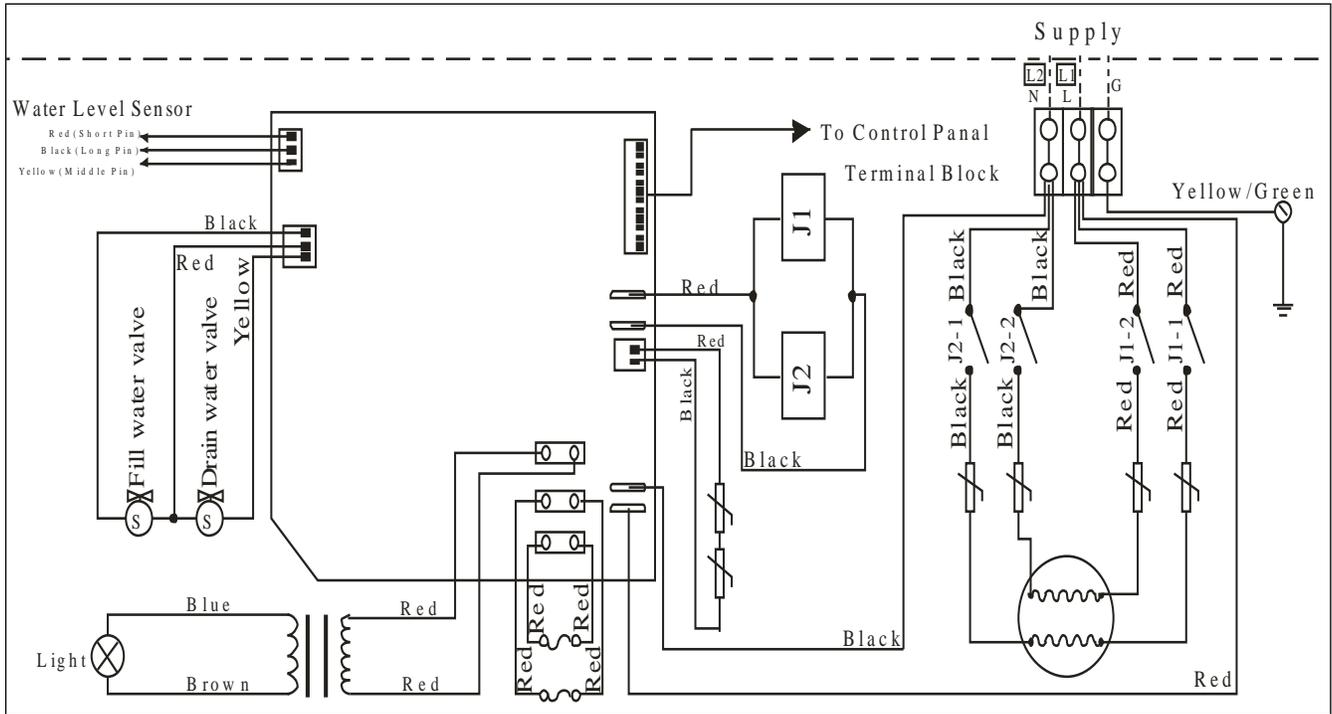 Supply
L2 L1
N L G
Water Level Sensor
Red(Short Pin)
Black(Long Pin)
Yellow(Middle Pin)
To Control Panal
Terminal Block
Yellow/Green
Black
Red
Yellow
Fill water valve
Drain water valve
S
S
Red
Red
Black
Black
J1
J2
Black
Black
Red
Red
J2-1
J2-2
J1-2
J1-1
Black
Black
Red
Red
Light
Blue
Brown
Red
Red
Red
Red
Red
Red
Black
Red